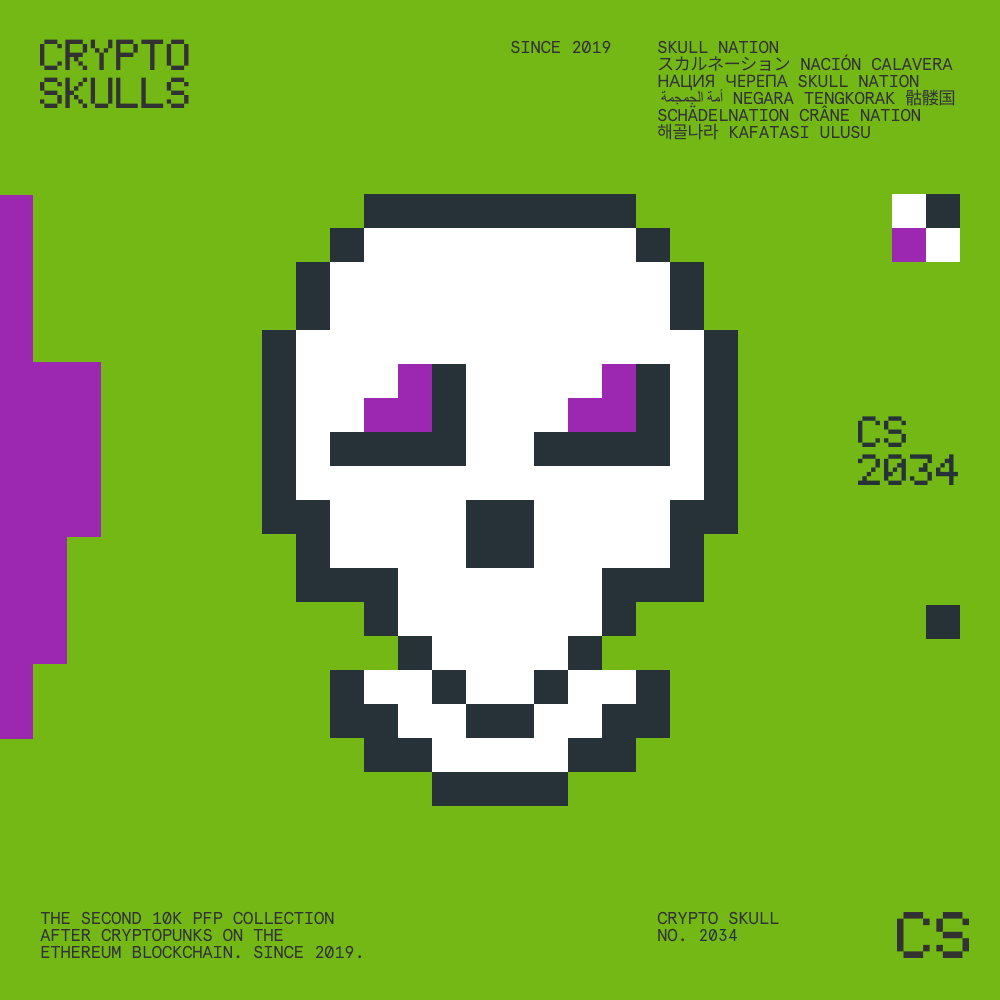 CRYPTO
SKULLS
SINCE 2019
SKULL NATION
スカルネーション NACIÓN CALAVERA
НАЦИЯ ЧЕРЕПА SKULL NATION
أمة الجمجمة NEGARA TENGKORAK 骷髅国
SCHÄDELNATION CRÂNE NATION
해골나라 KAFATASI ULUSU
CS
2034
THE SECOND 10K PFP COLLECTION
AFTER CRYPTOPUNKS ON THE
ETHEREUM BLOCKCHAIN. SINCE 2019.
CRYPTO SKULL
NO. 2034
CS